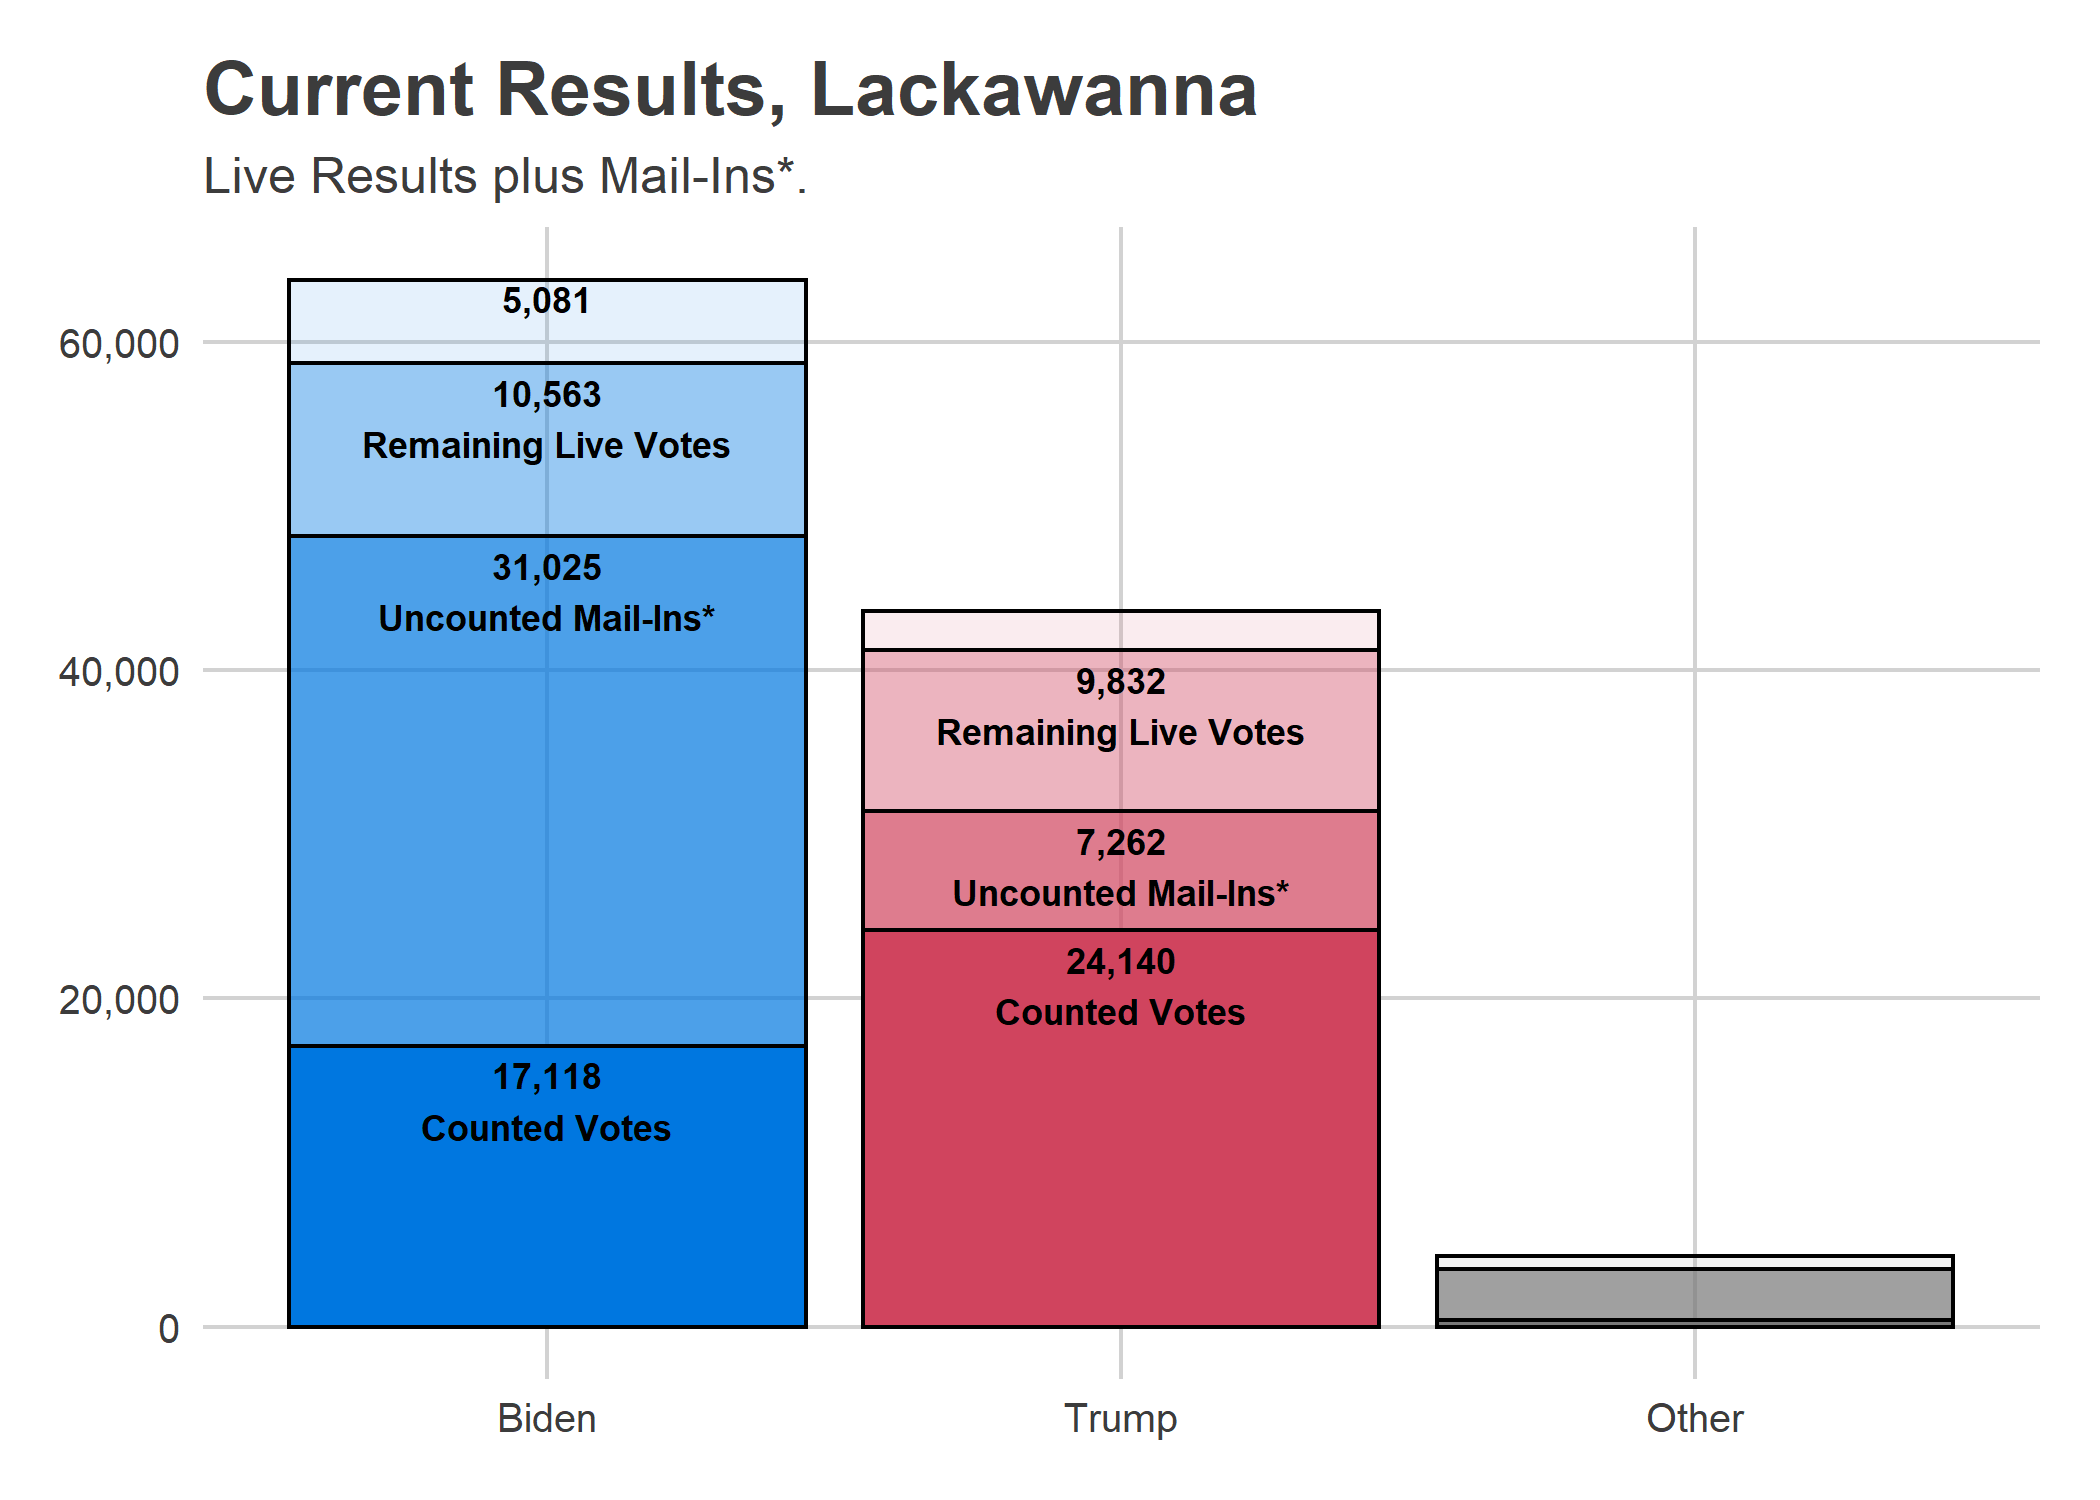 Current Results, Lackawanna
Live Results plus Mail-Ins*.
60,000
40,000
20,000
0
5,081
10,563
Remaining Live Votes
31,025
Uncounted Mail-Ins*
17,118
Counted Votes
9,832
Remaining Live Votes
7,262
Uncounted Mail-Ins*
24,140
Counted Votes
Biden
Trump
Other